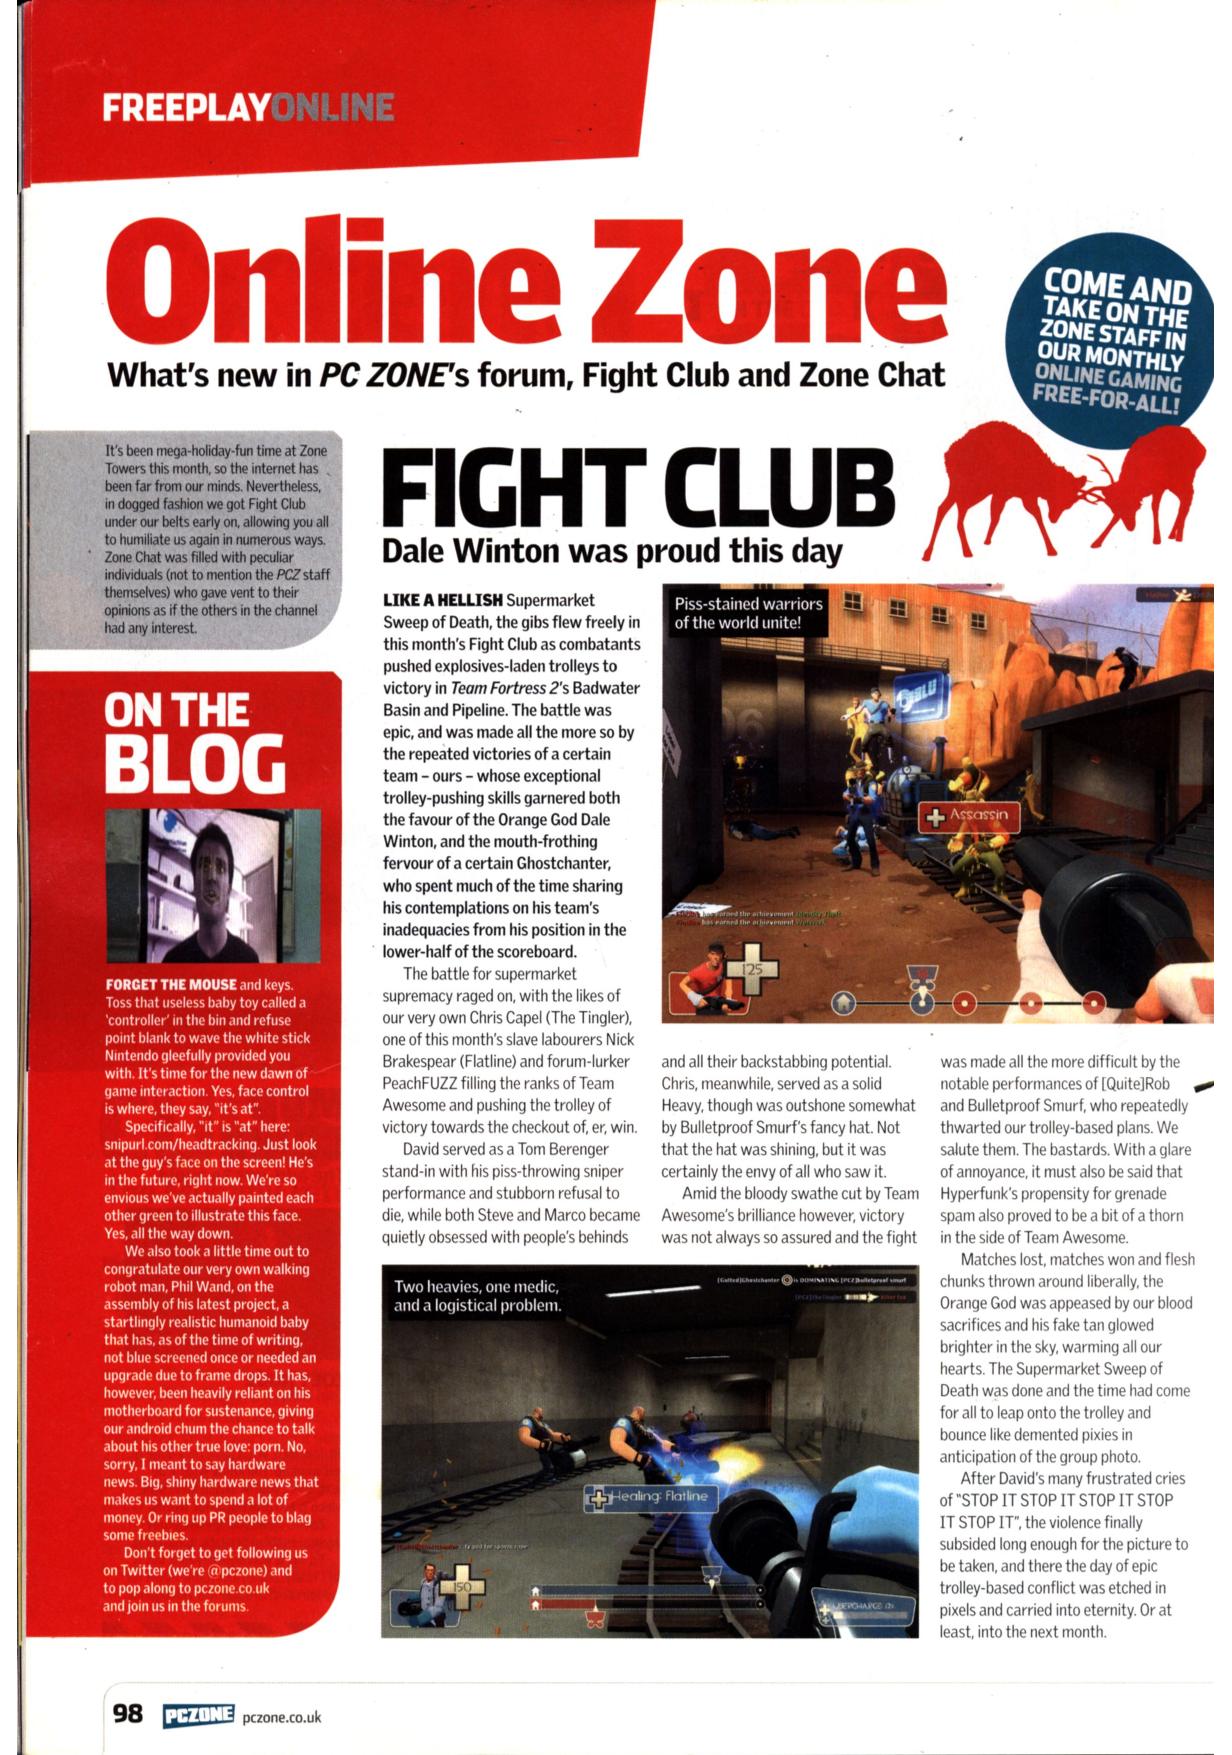 FREEPLAYONLINE
Online Zone
What's new in PC ZONE's forum, Fight Club and Zone Chat
COME AND
TAKE ON THE
ZONE STAFF IN
OUR MONTHLY
ONLINE GAMING
FREE-FOR-ALL!
It's been mega-holiday-fun time at Zone
Towers this month, so the internet has
been far from our minds. Nevertheless,
in dogged fashion we got Fight Club
under our belts early on, allowing you all
to humiliate us again in numerous ways.
Zone Chat was filled with peculiar
individuals (not to mention the PCZ staff
themselves) who gave vent to their
opinions as if the others in the channel
had any interest.
ON THE
BLOG
FORGET THE MOUSE and keys.
Toss that useless baby toy called a
'controller' in the bin and refuse
point blank to wave the white stick
Nintendo gleefully provided you
with. It's time for the new dawn of
game interaction. Yes, face control
is where, they say, "it's at".
Specifically, "it" is "at" here:
snipurl.com/headtracking. Just look
at the guy's face on the screen! He's
in the future, right now. We're so
envious we've actually painted each
other green to illustrate this face.
Yes, all the way down.
We also took a little time out to
congratulate our very own walking
robot man, Phil Wand, on the
assembly of his latest project, a
startlingly realistic humanoid baby
that has, as of the time of writing,
not blue screened once or needed an
upgrade due to frame drops. It has,
however, been heavily reliant on his
motherboard for sustenance, giving
our android chum the chance to talk
about his other true love: porn. No,
sorry, I meant to say hardware
news. Big, shiny hardware news that
makes us want to spend a lot of
money. Or ring up PR people to blag
some freebies.
Don't forget to get following us
on Twitter (we're @pczone) and
to pop along to pczone.co.uk
and join us in the forums.
FIGHT CLUB
Dale Winton was proud this day
LIKE A HELLISH Supermarket
Sweep of Death, the gibs flew freely in
this month's Fight Club as combatants
pushed explosives-laden trolleys to
victory in Team Fortress 2's Badwater
Basin and Pipeline. The battle was
epic, and was made all the more so by
the repeated victories of a certain
team – ours – whose exceptional
trolley-pushing skills garnered both
the favour of the Orange God Dale
Winton, and the mouth-frothing
fervour of a certain Ghostchanter,
who spent much of the time sharing
his contemplations on his team's
inadequacies from his position in the
lower-half of the scoreboard.
The battle for supermarket
supremacy raged on, with the likes of
our very own Chris Capel (The Tingler),
one of this month's slave labourers Nick
Brakespear (Flatline) and forum-lurker
PeachFUZZ filling the ranks of Team
Awesome and pushing the trolley of
victory towards the checkout of, er, win.
David served as a Tom Berenger
stand-in with his piss-throwing sniper
performance and stubborn refusal to
die, while both Steve and Marco became
quietly obsessed with people's behinds
Piss-stained warriors
of the world unite!
BLU
Assassin
has earned the achievement
has earned the achievement
125
and all their backstabbing potential.
Chris, meanwhile, served as a solid
Heavy, though was outshone somewhat
by Bulletproof Smurf's fancy hat. Not
that the hat was shining, but it was
certainly the envy of all who saw it.
Amid the bloody swathe cut by Team
Awesome's brilliance however, victory
was not always so assured and the fight
was made all the more difficult by the
notable performances of [Quite]Rob
and Bulletproof Smurf, who repeatedly
thwarted our trolley-based plans. We
salute them. The bastards. With a glare
of annoyance, it must also be said that
Hyperfunk's propensity for grenade
spam also proved to be a bit of a thorn
in the side of Team Awesome.
Matches lost, matches won and flesh
chunks thrown around liberally, the
Orange God was appeased by our blood
sacrifices and his fake tan glowed
brighter in the sky, warming all our
hearts. The Supermarket Sweep of
Death was done and the time had come
for all to leap onto the trolley and
bounce like demented pixies in
anticipation of the group photo.
After David's many frustrated cries
of "STOP IT STOP IT STOP IT STOP
IT STOP IT", the violence finally
subsided long enough for the picture to
be taken, and there the day of epic
trolley-based conflict was etched in
pixels and carried into eternity. Or at
least, into the next month.
Two heavies, one medic,
and a logistical problem.
Ghostchanter is DOMINATING [PCZ]Bulletproof smurf
Healing: Flatline
150
98 PCZONE pczone.co.uk